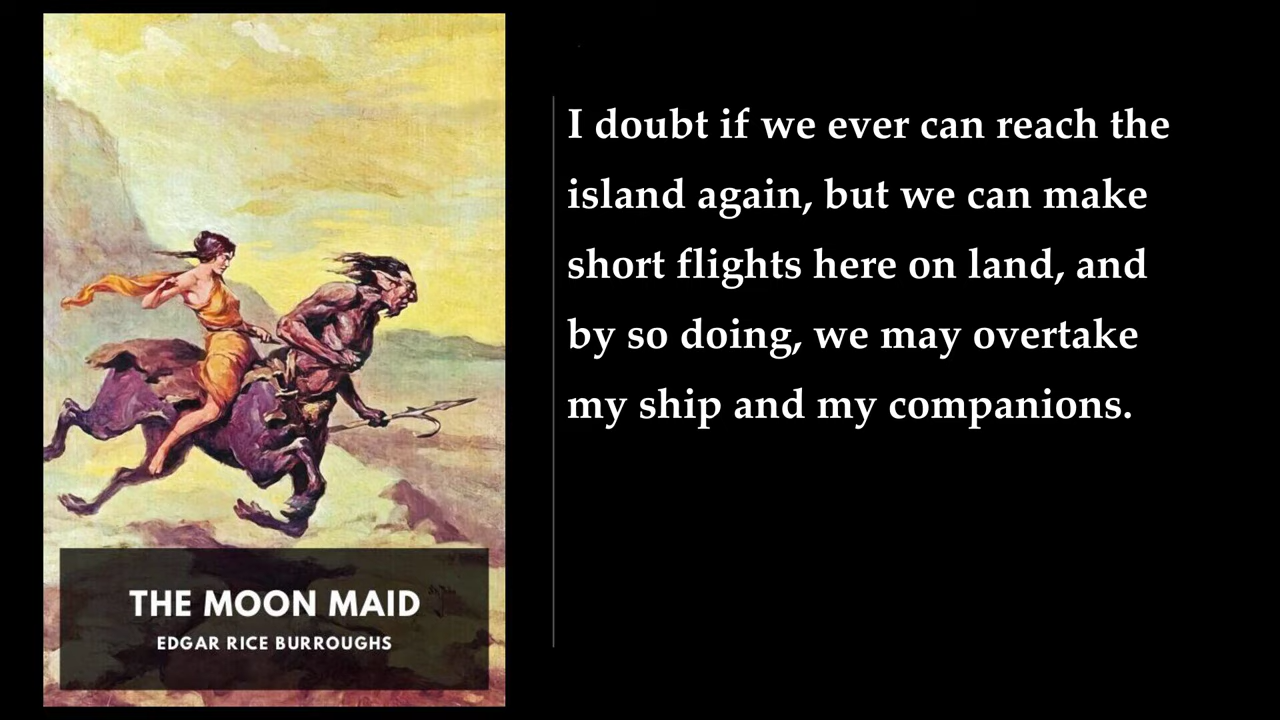 I doubt if we ever can reach the
island again, but we can make
short flights here on land, and
by so doing, we may overtake
my ship and my companions.
THE MOON MAID
EDGAR RICE BURROUGHS